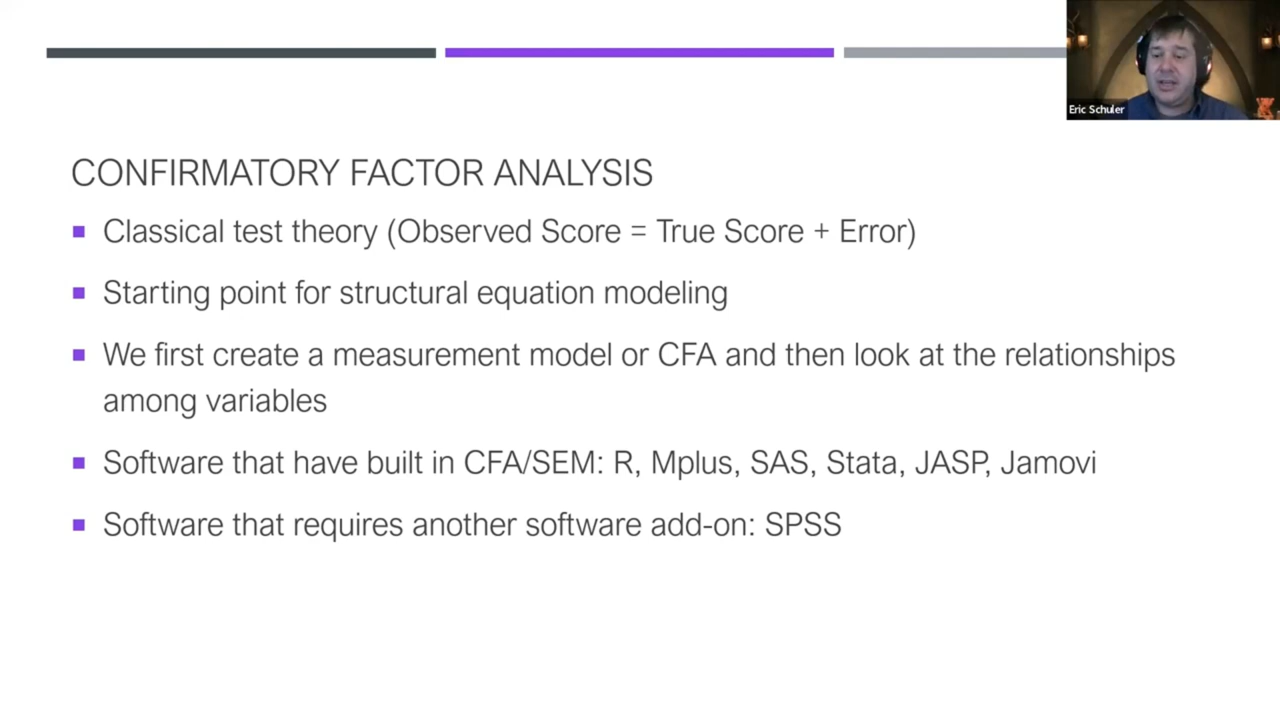 Eric Schuler
CONFIRMATORY FACTOR ANALYSIS
Classical test theory (Observed Score = True Score + Error)
Starting point for structural equation modeling
We first create a measurement model or CFA and then look at the relationships
among variables
Software that have built in CFA/SEM: R, Mplus, SAS, Stata, JASP, Jamovi
Software that requires another software add-on: SPSS